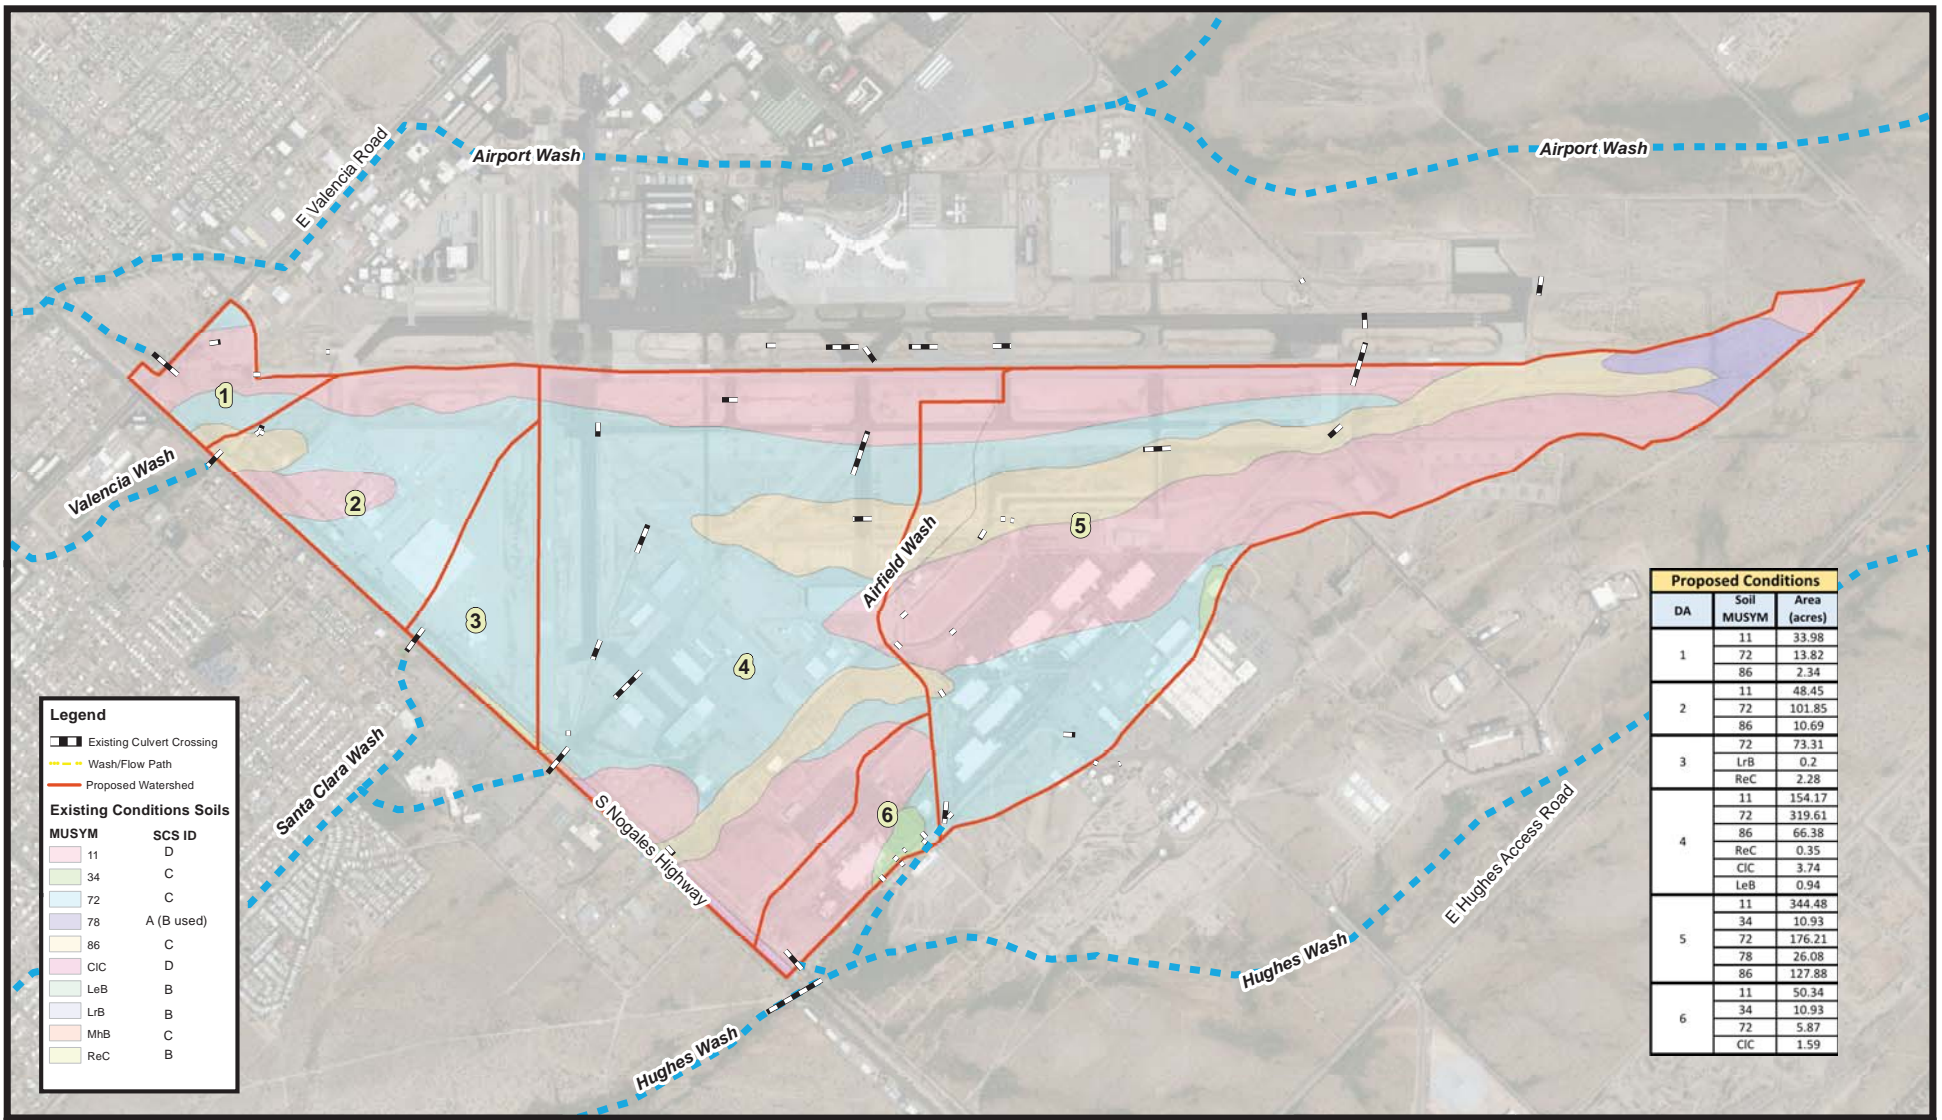 Airport Wash
Airport Wash
E Valencia Road
1
Valencia Wash
2
5
Airfield Wash
3
4
6
Santa Clara Wash
S Nogales Highway
E Hughes Access Road
Hughes Wash
Hughes Wash
Legend
Existing Culvert Crossing
Wash/Flow Path
Proposed Watershed
Existing Conditions Soils
MUSYM SCS ID
11 D
34 C
72 C
78 A (B used)
86 C
CIC D
LeB B
LrB B
MhB C
ReC B
Proposed Conditions
DA Soil MUSYM Area (acres)
1 11 33.98
72 13.82
86 2.34
2 11 48.45
72 101.85
86 10.69
3 72 73.31
LrB 0.2
ReC 2.28
4 11 154.17
72 319.61
86 66.38
ReC 0.35
CIC 3.74
LeB 0.94
5 11 344.48
34 10.93
72 176.21
78 26.08
86 127.88
6 11 50.34
34 10.93
72 5.87
CIC 1.59